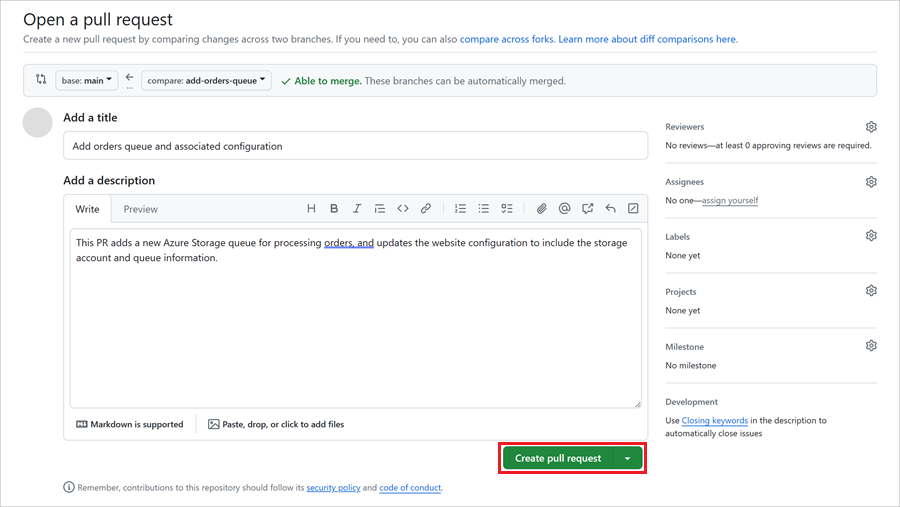 Open a pull request
Create a new pull request by comparing changes across two branches. If you need to, you can also compare across forks. Learn more about diff comparisons here.
base: main
...
compare: add-orders-queue
Able to merge. These branches can be automatically merged.
Add a title
Add orders queue and associated configuration
Add a description
Write
Preview
This PR adds a new Azure Storage queue for processing orders, and updates the website configuration to include the storage
account and queue information.
Markdown is supported
Paste, drop, or click to add files
Create pull request
Remember, contributions to this repository should follow its security policy and code of conduct.
Reviewers
No reviews—at least 0 approving reviews are required.
Assignees
No one—assign yourself
Labels
None yet
Projects
None yet
Milestone
No milestone
Development
Use Closing keywords in the description to
automatically close issues